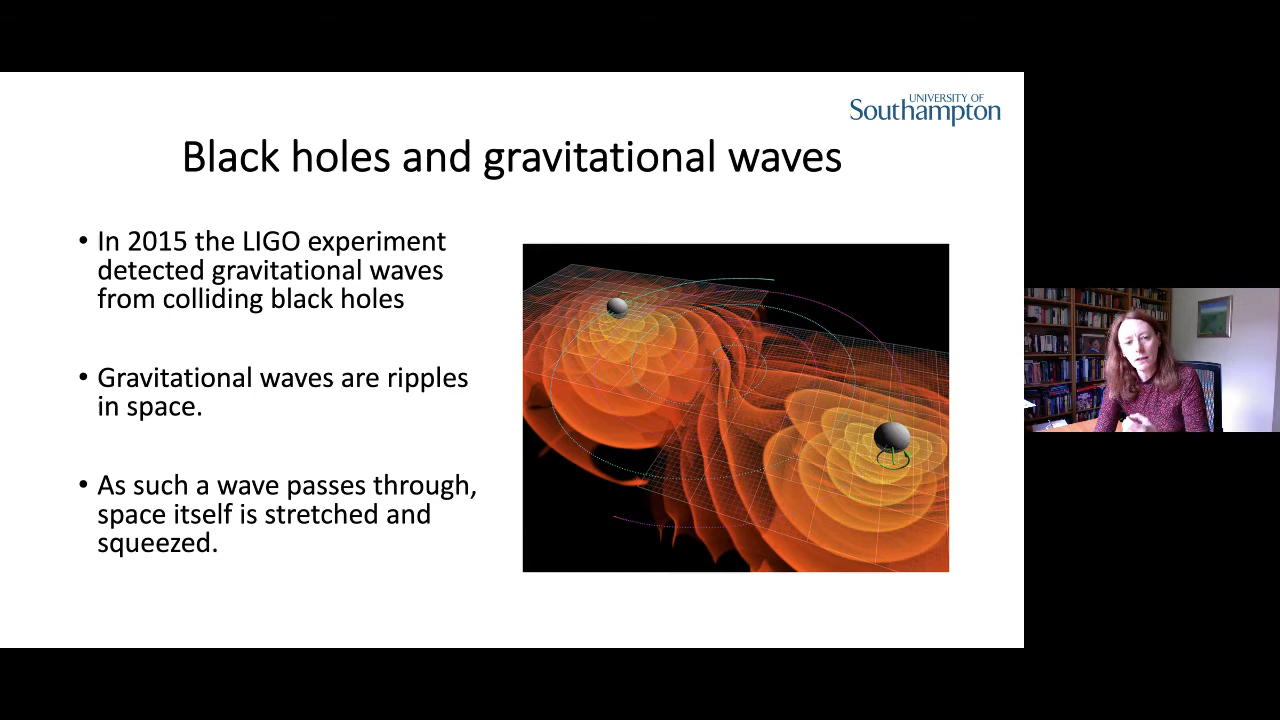 UNIVERSITY OF
Southampton
Black holes and gravitational waves
• In 2015 the LIGO experiment
detected gravitational waves
from colliding black holes
• Gravitational waves are ripples
in space.
• As such a wave passes through,
space itself is stretched and
squeezed.